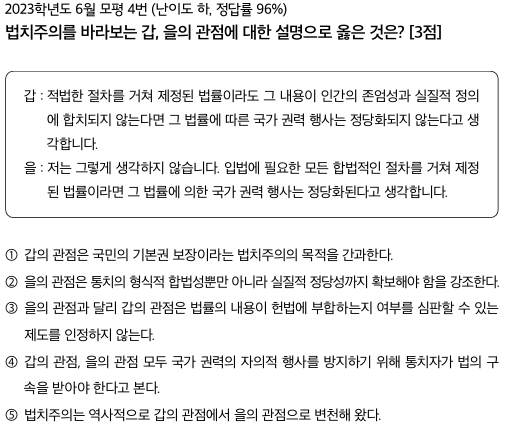 2023학년도 6월 모평 4번 (난이도 하, 정답률 96%)
법치주의를 바라보는 갑, 을의 관점에 대한 설명으로 옳은 것은? [3점]
갑 : 적법한 절차를 거쳐 제정된 법률이라도 그 내용이 인간의 존엄성과 실질적 정의
에 합치되지 않는다면 그 법률에 따른 국가 권력 행사는 정당화되지 않는다고 생
각합니다.
을 : 저는 그렇게 생각하지 않습니다. 입법에 필요한 모든 합법적인 절차를 거쳐 제정
된 법률이라면 그 법률에 의한 국가 권력 행사는 정당화된다고 생각합니다.
① 갑의 관점은 국민의 기본권 보장이라는 법치주의의 목적을 간과한다.
② 을의 관점은 통치의 형식적 합법성뿐만 아니라 실질적 정당성까지 확보해야 함을 강조한다.
③ 을의 관점과 달리 갑의 관점은 법률의 내용이 헌법에 부합하는지 여부를 심판할 수 있는
제도를 인정하지 않는다.
④ 갑의 관점, 을의 관점 모두 국가 권력의 자의적 행사를 방지하기 위해 통치자가 법의 구
속을 받아야 한다고 본다.
⑤ 법치주의는 역사적으로 갑의 관점에서 을의 관점으로 변천해 왔다.